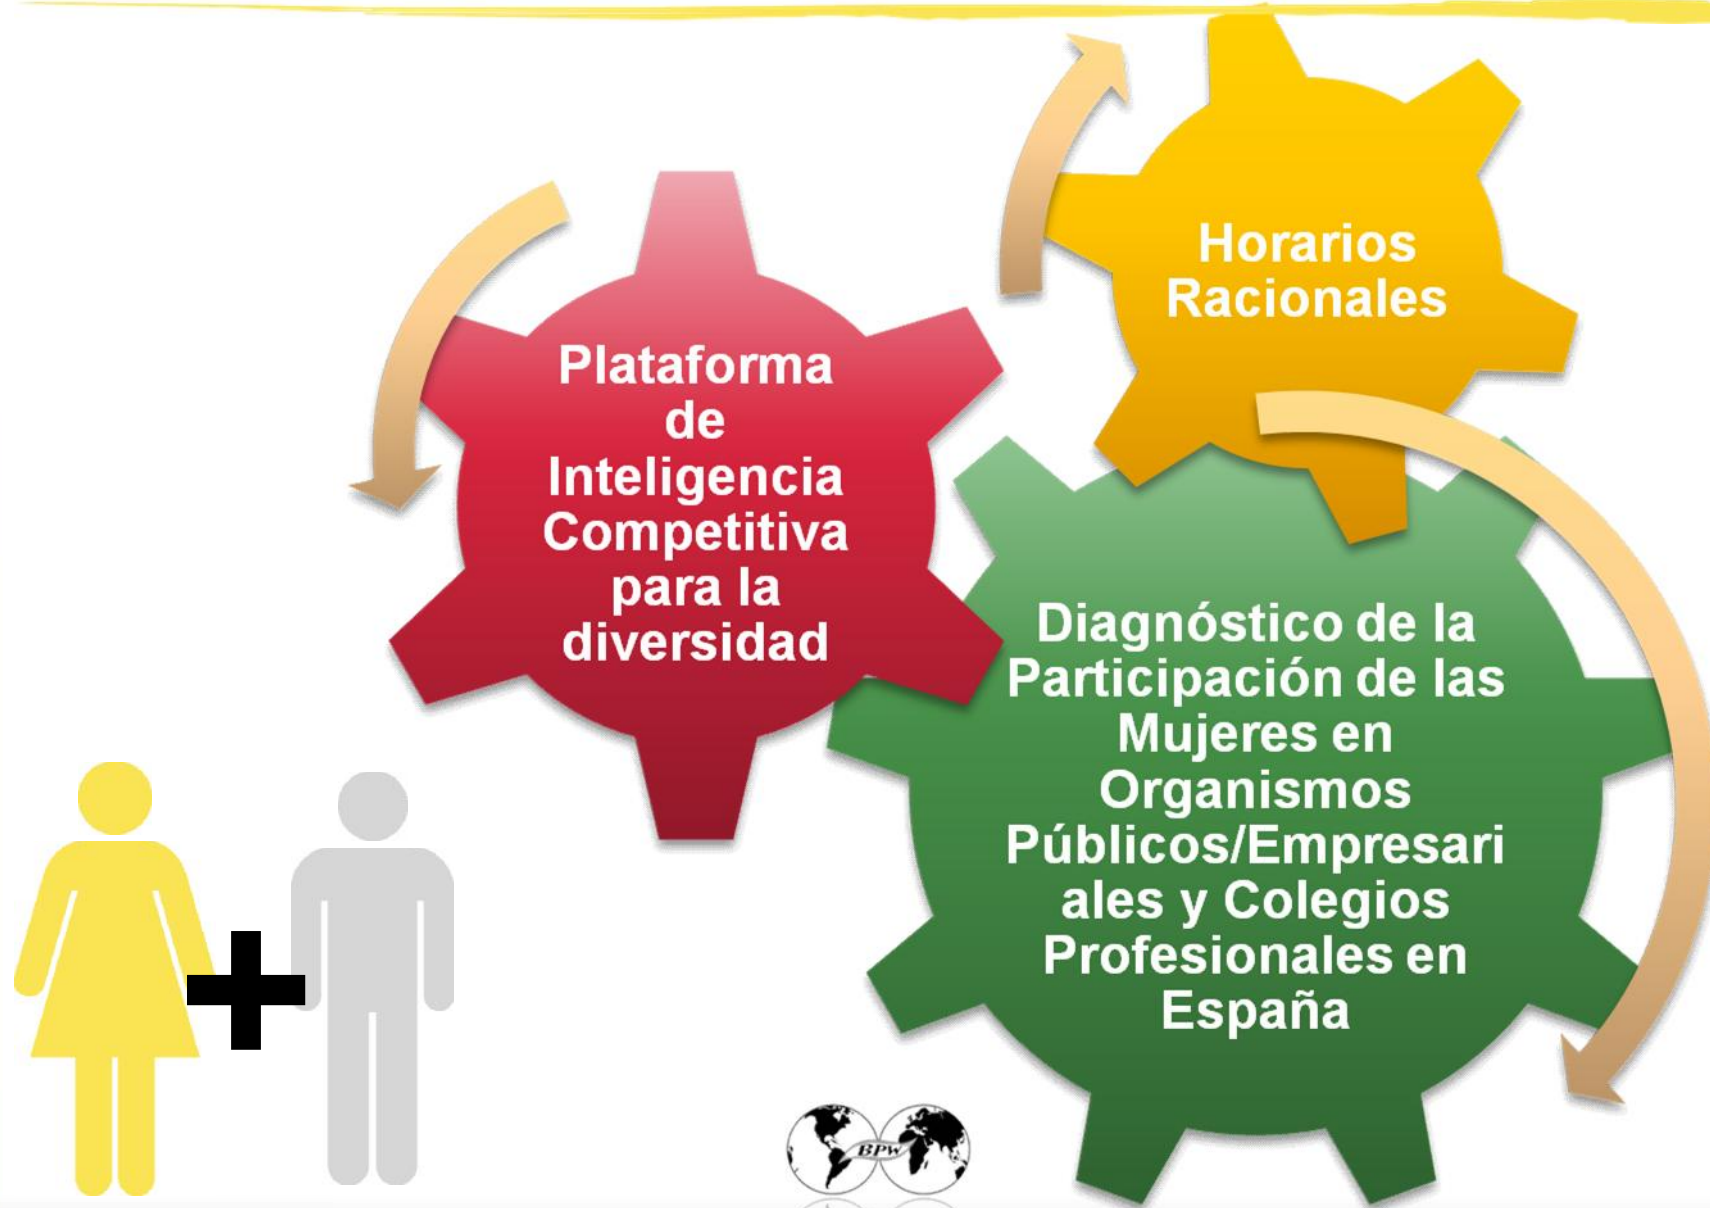 Horarios
Racionales
Plataforma
de
Inteligencia
Competitiva
para la
diversidad
Diagnóstico de la
Participación de las
Mujeres en
Organismos
Públicos/Empresari
ales y Colegios
Profesionales en
España
BPW